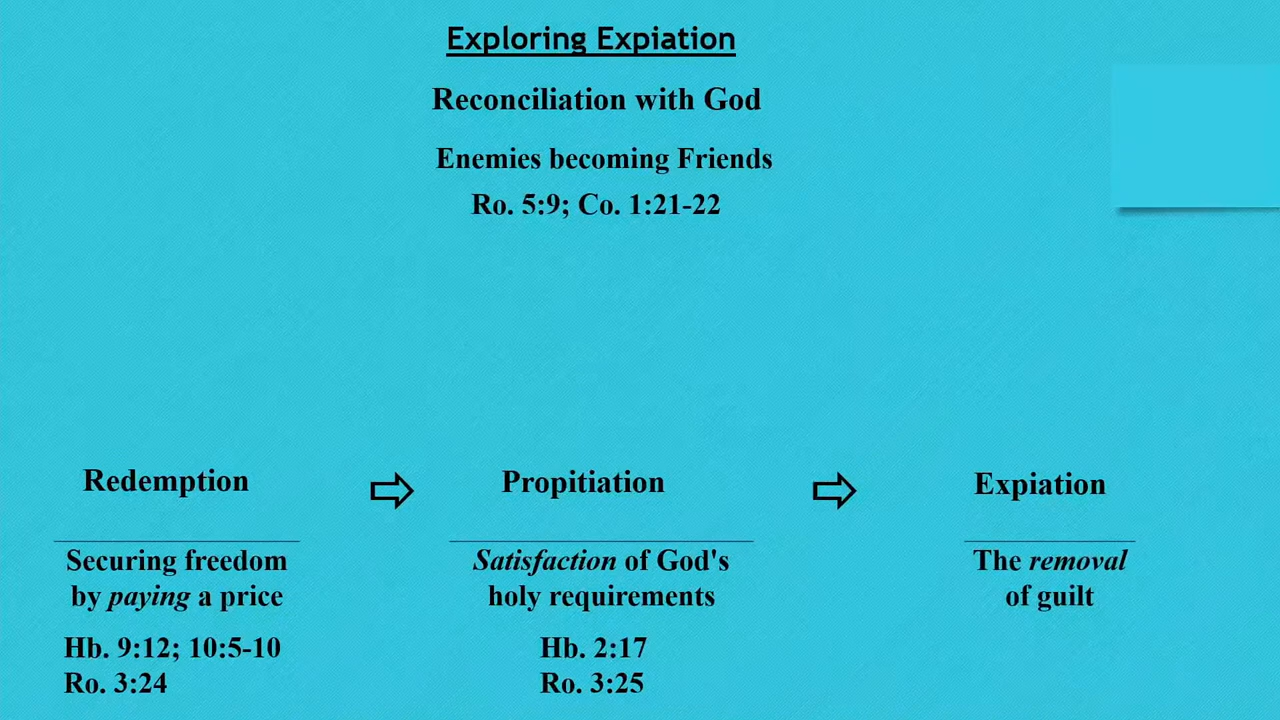 Exploring Expiation
Reconciliation with God
Enemies becoming Friends
Ro. 5:9; Co. 1:21-22
Redemption
Securing freedom
by paying a price
Hb. 9:12; 10:5-10
Ro. 3:24
Propitiation
Satisfaction of God's
holy requirements
Hb. 2:17
Ro. 3:25
Expiation
The removal
of guilt